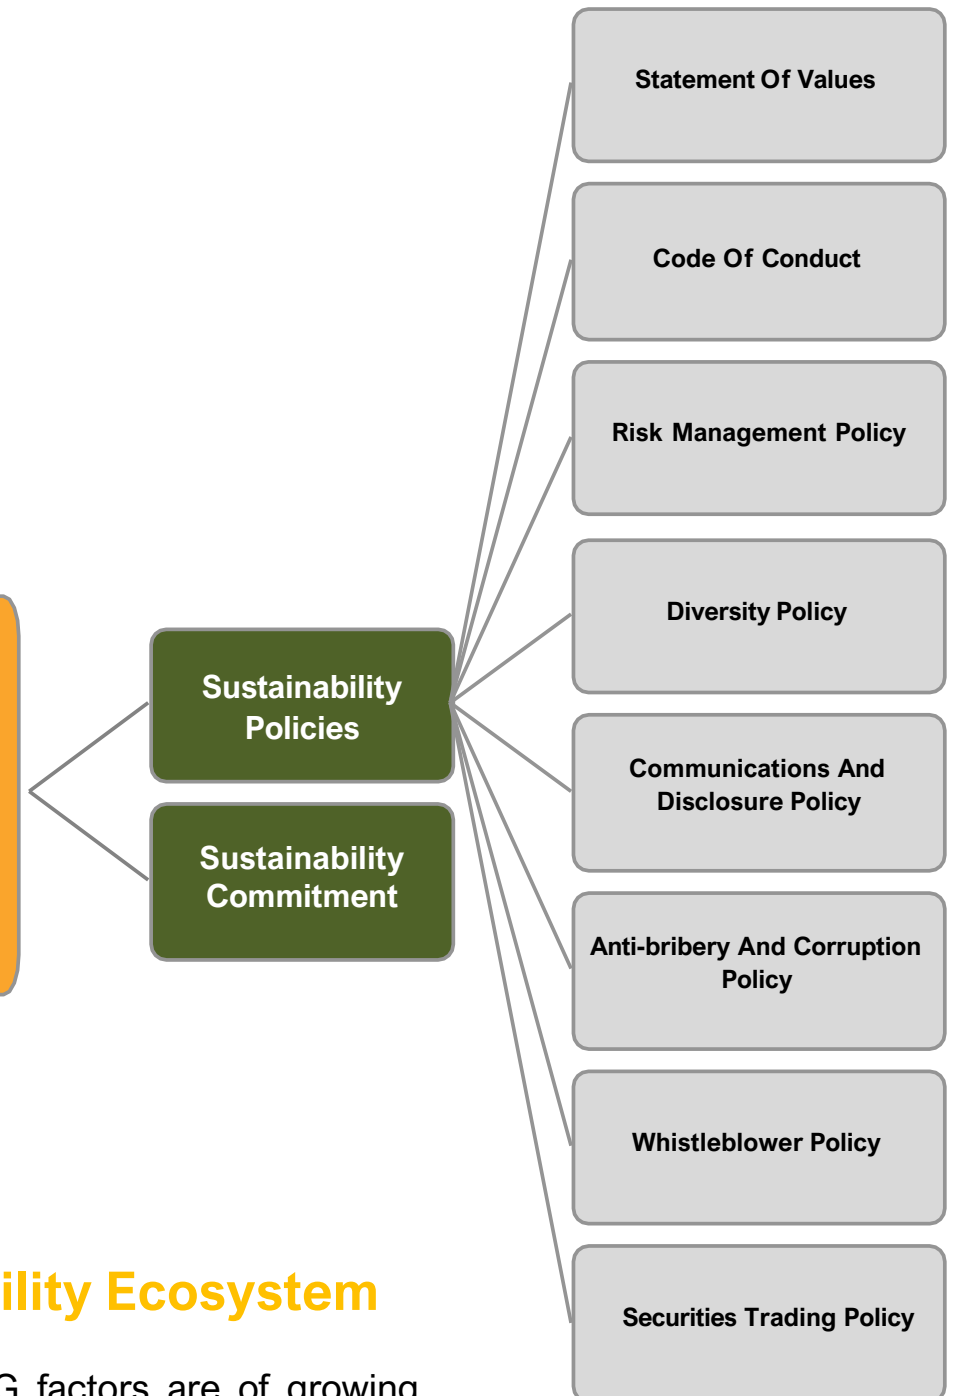 Statement Of Values
Code Of Conduct
Risk Management Policy
Diversity Policy
Sustainability
Policies
Communications And
Disclosure Policy
Sustainability
Commitment
Anti-bribery And Corruption
Policy
Whistleblower Policy
ility Ecosystem
Securities Trading Policy
G factors are of growing